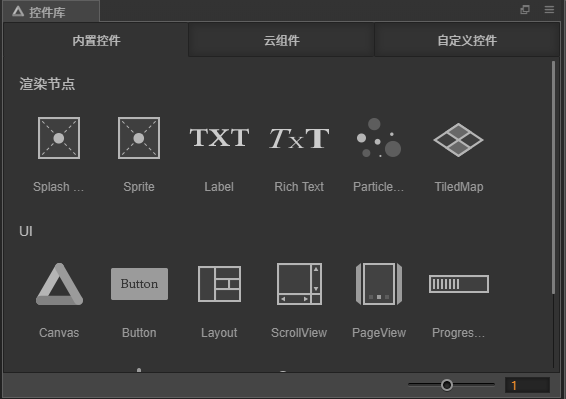 控件库
内置控件 云组件 自定义控件
渲染节点
TXT TXT
Splash ... Sprite Label Rich Text Particle... TiledMap
UI
Button
Canvas Button Layout ScrollView PageView Progres...
1